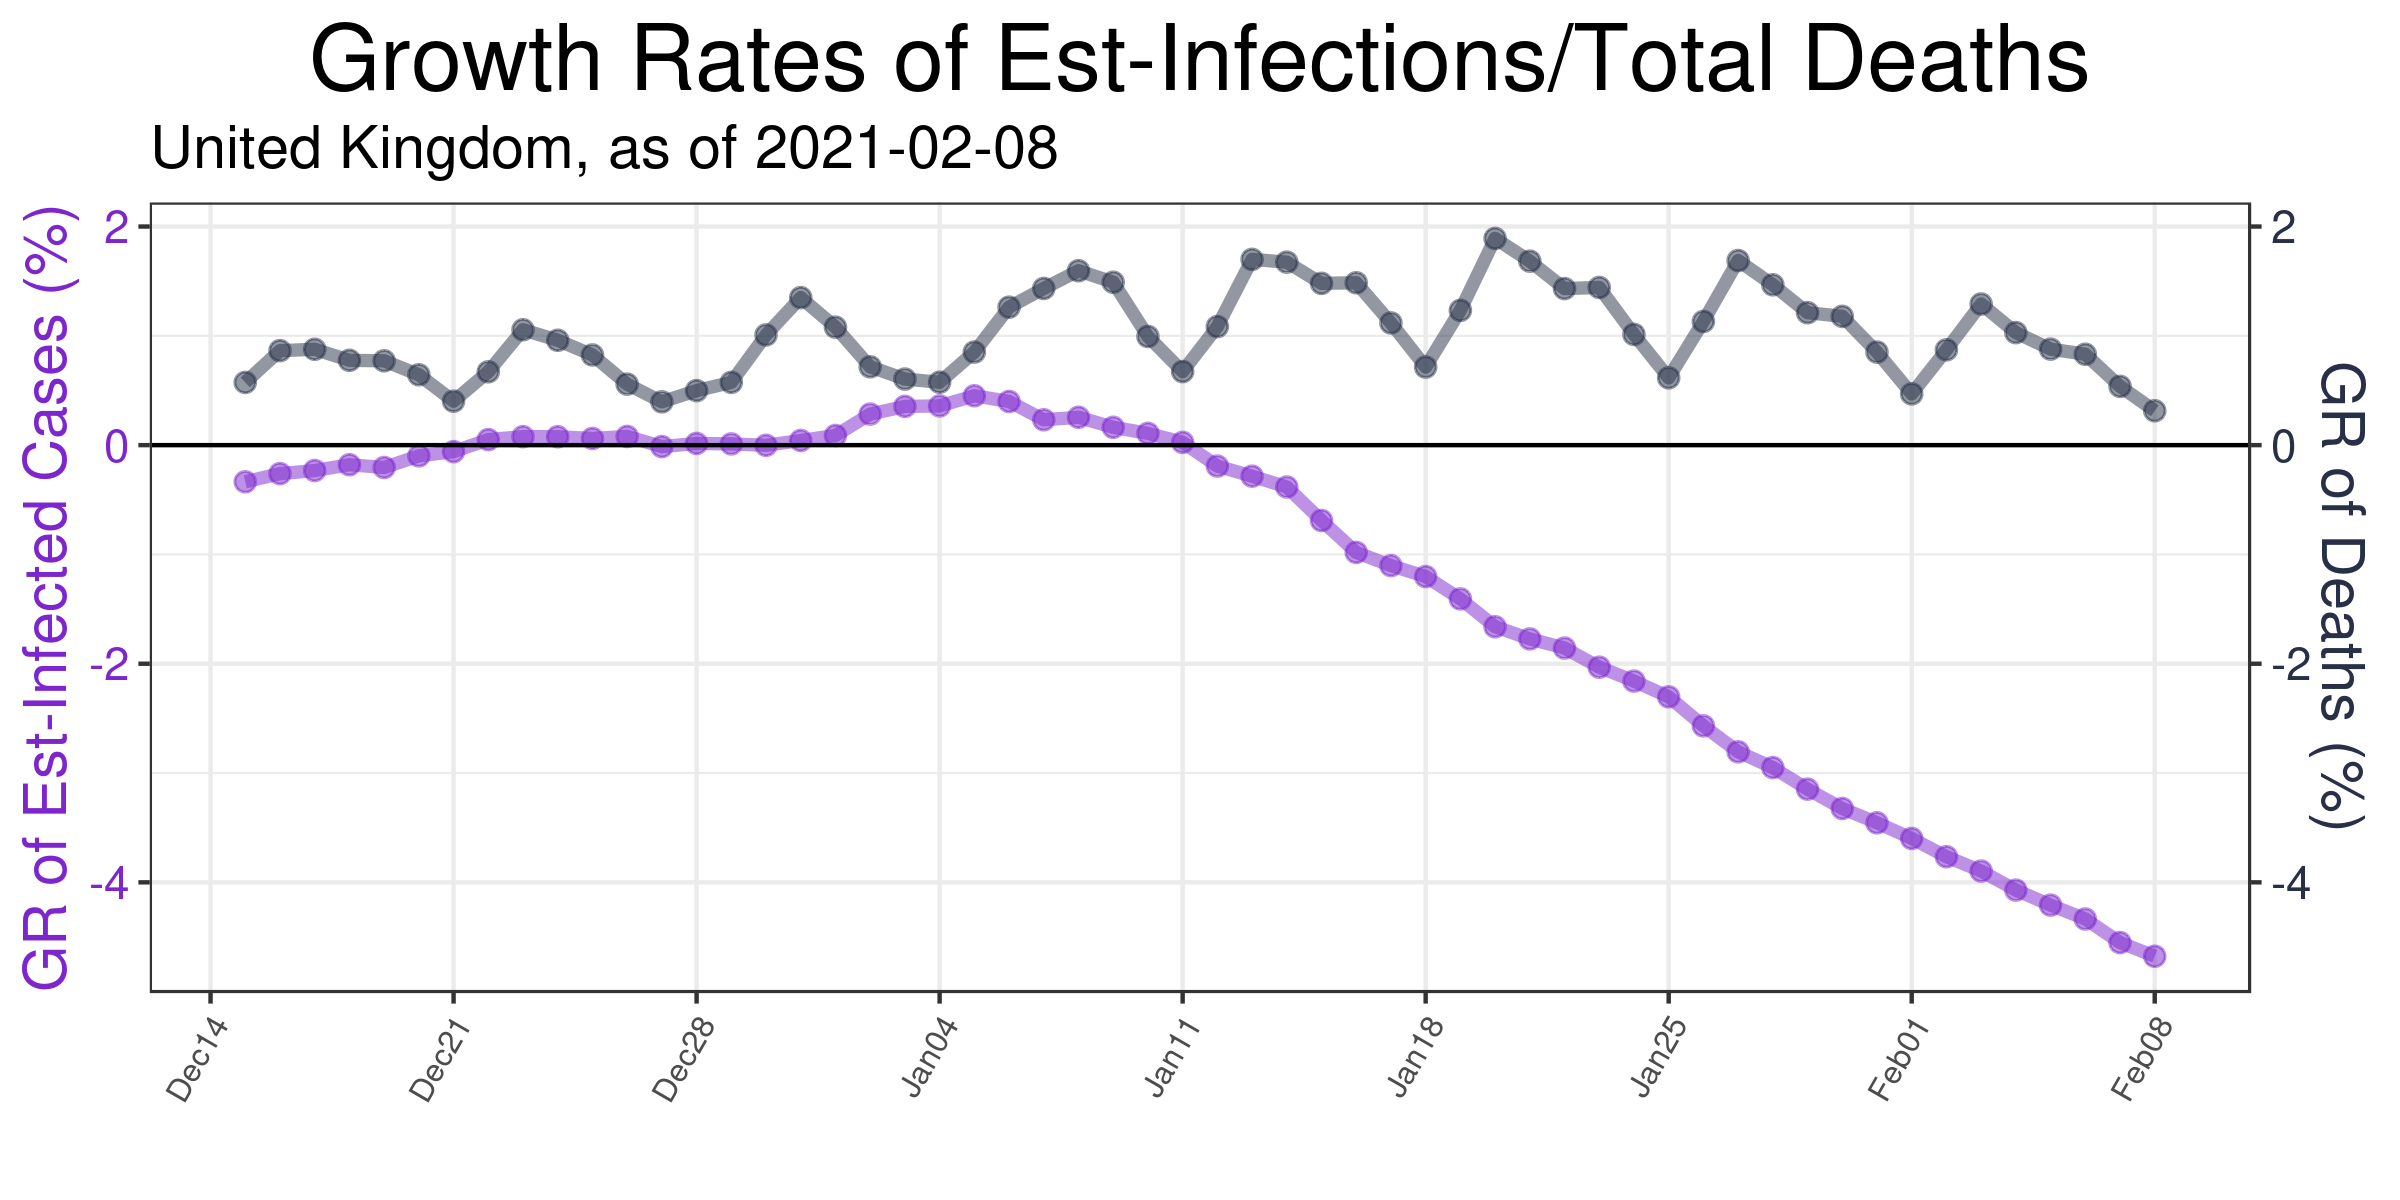 Growth Rates of Est-Infections/Total Deaths
United Kingdom, as of 2021-02-08
GR of Est-Infected Cases (%)
2
0
-2
-4
2
0
-2
-4
GR of Deaths (%)
Dec14
Dec21
Dec28
Jan04
Jan11
Jan18
Jan25
Feb01
Feb08